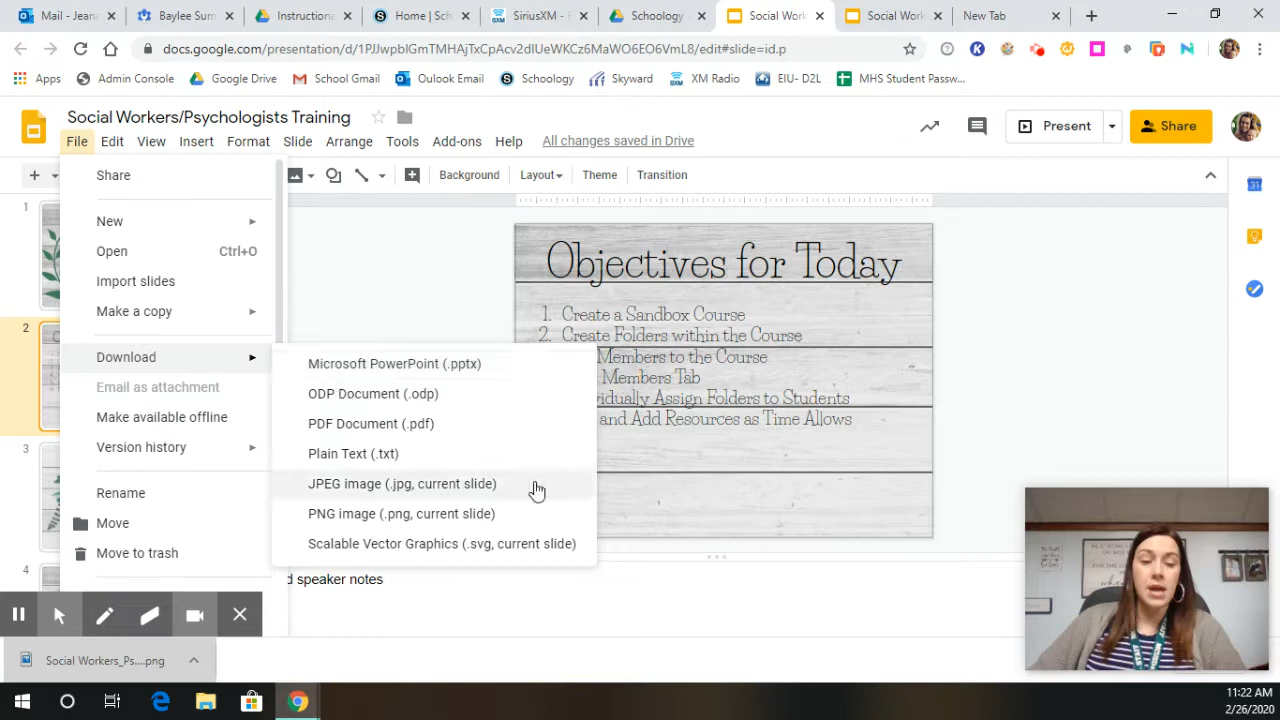 Mail - Jeana
Baylee Sum
Instructiona
Home | Sch
SiriusXM - F
Schoology
Social Work
Social Work
New Tab
docs.google.com/presentation/d/1PJJwpblGmTMHAjTxCpAcv2dlUeWKCz6MaWO6EO6VmL8/edit#slide=id.p
Apps
Admin Console
Google Drive
School Gmail
Oulook Email
Schoology
Skyward
XM Radio
EIU- D2L
MHS Student Passw...
Social Workers/Psychologists Training
File Edit View Insert Format Slide Arrange Tools Add-ons Help
All changes saved in Drive
Present
Share
Background Layout Theme Transition
Share
New
Open Ctrl+O
Import slides
Make a copy
Download
Email as attachment
Make available offline
Version history
Rename
Move
Move to trash
Microsoft PowerPoint (.pptx)
ODP Document (.odp)
PDF Document (.pdf)
Plain Text (.txt)
JPEG image (.jpg, current slide)
PNG image (.png, current slide)
Scalable Vector Graphics (.svg, current slide)
1
2
3
4
Objectives for Today
1. Create a Sandbox Course
2. Create Folders within the Course
Members to the Course
Members Tab
ividually Assign Folders to Students
and Add Resources as Time Allows
d speaker notes
Social Workers_Ps....png
11:22 AM
2/26/2020